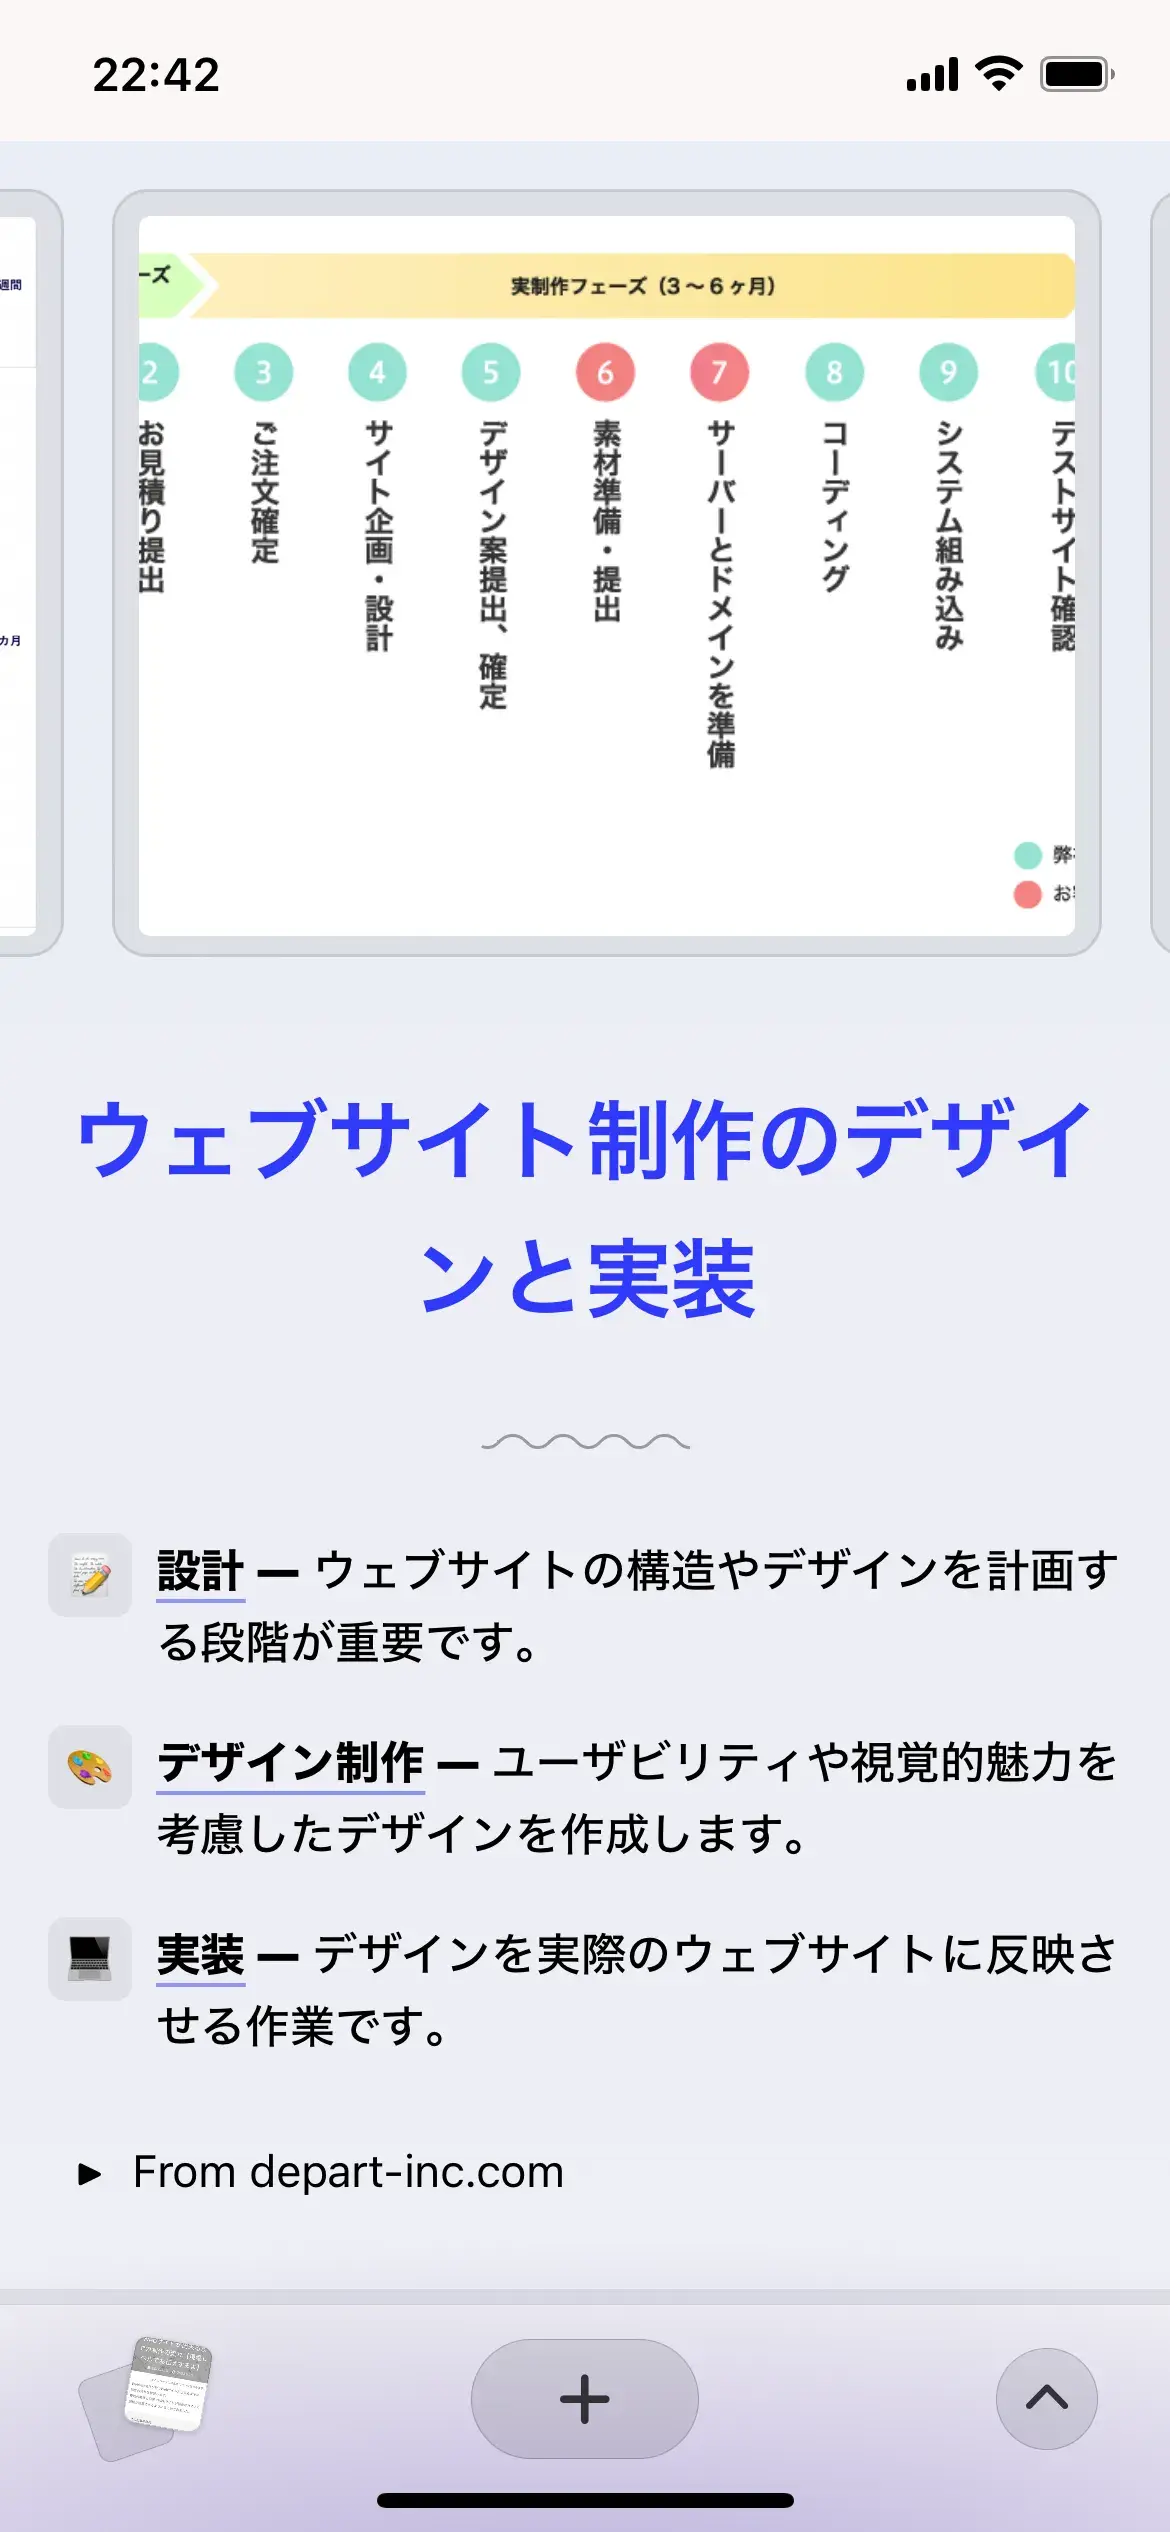 22:42
週間
カ月
ーズ
実制作フェーズ（3～6ヶ月）
2
3
4
5
6
7
8
9
10
お見積り提出
ご注文確定
サイト企画・設計
デザイン案提出、確定
素材準備・提出
サーバーとドメインを準備
コーディング
システム組み込み
テストサイト確認
弊
お
ウェブサイト制作のデザイ
ンと実装
設計 — ウェブサイトの構造やデザインを計画す
る段階が重要です。
デザイン制作 — ユーザビリティや視覚的魅力を
考慮したデザインを作成します。
実装 — デザインを実際のウェブサイトに反映さ
せる作業です。
From depart-inc.com